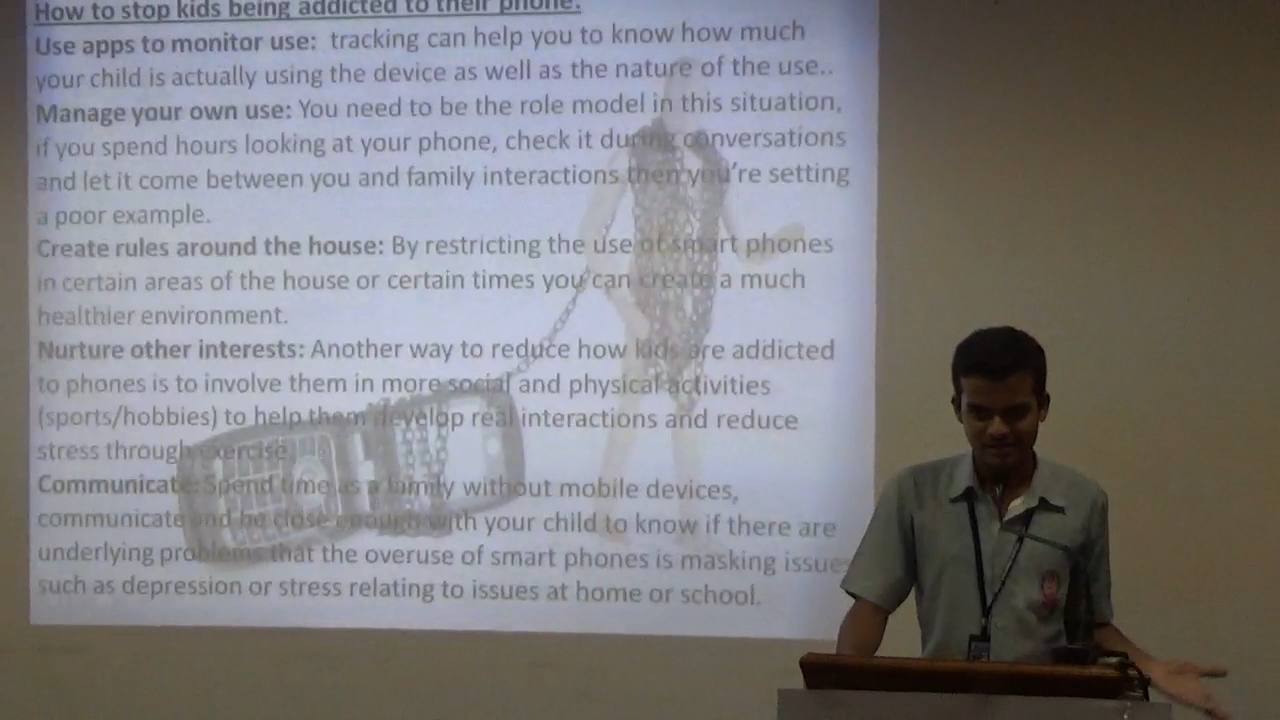 How to stop kids being addicted to their phone.
Use apps to monitor use: tracking can help you to know how much
your child is actually using the device as well as the nature of the use..
Manage your own use: You need to be the role model in this situation,
if you spend hours looking at your phone, check it during conversations
and let it come between you and family interactions then you're setting
a poor example.
Create rules around the house: By restricting the use of smart phones
in certain areas of the house or certain times you can create a much
healthier environment.
Nurture other interests: Another way to reduce how kids are addicted
to phones is to involve them in more social and physical activities
(sports/hobbies) to help them develop real interactions and reduce
stress through exercise.
Communicate: Spend time as a family without mobile devices,
communicate and be close enough with your child to know if there are
underlying problems that the overuse of smart phones is masking issues
such as depression or stress relating to issues at home or school.